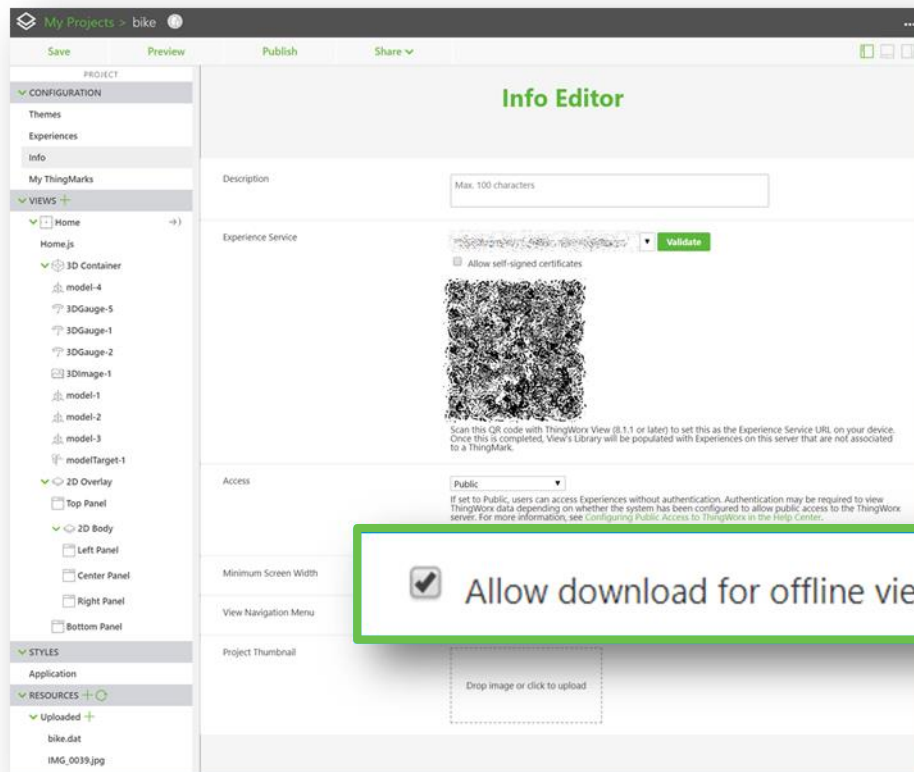 My Projects > bike
Save Preview Publish Share
PROJECT
CONFIGURATION
Themes
Experiences
Info
My ThingMarks
VIEWS
Home
Home.js
3D Container
model-4
3DGauge-5
3DGauge-1
3DGauge-2
3DImage-1
model-1
model-2
model-3
modelTarget-1
2D Overlay
Top Panel
2D Body
Left Panel
Center Panel
Right Panel
Bottom Panel
STYLES
Application
RESOURCES
Uploaded
bike.dat
IMG_0039.jpg
Info Editor
Description
Max. 100 characters
Experience Service
Validate
Allow self-signed certificates
Scan this QR code with ThingWorx View (8.1.1 or later) to set this as the Experience Service URL on your device.
Once this is completed, View's Library will be populated with Experiences on this server that are not associated
to a ThingMark.
Access
Public
If set to Public, users can access Experiences without authentication. Authentication may be required to view
ThingWorx data depending on whether the system has been configured to allow public access to the ThingWorx
server. For more information, see Configuring Public Access to ThingWorx in the Help Center.
Allow download for offline vie
Minimum Screen Width
View Navigation Menu
Project Thumbnail
Drop image or click to upload